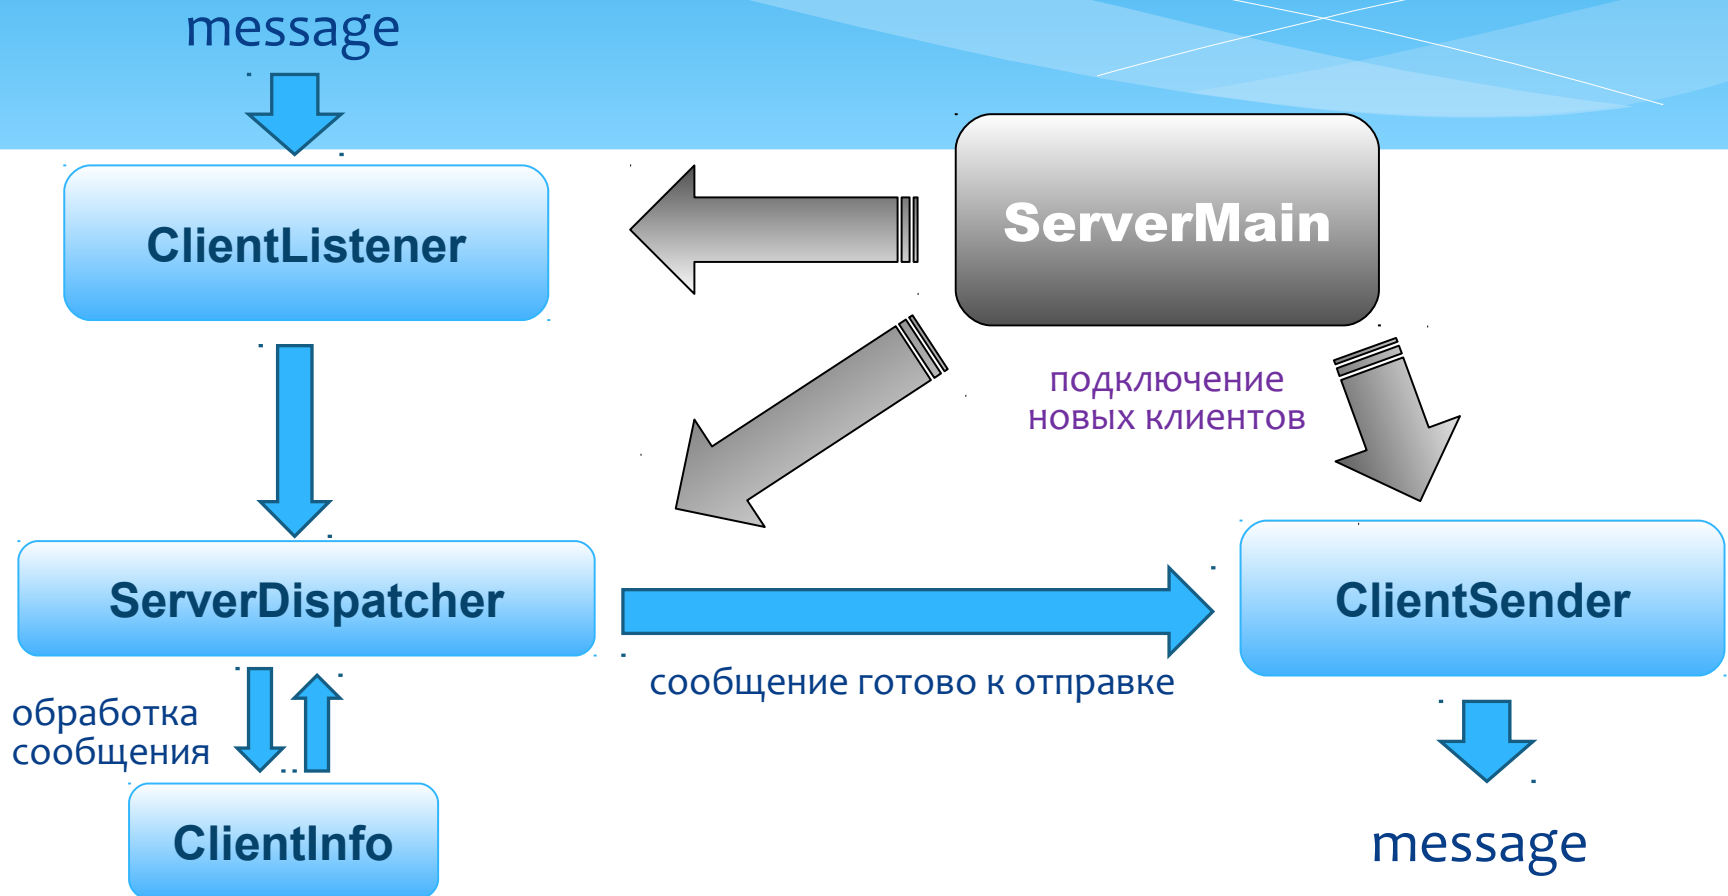 message
ClientListener
ServerMain
подключение
новых клиентов
ServerDispatcher
ClientSender
сообщение готово к отправке
обработка
сообщения
ClientInfo
message